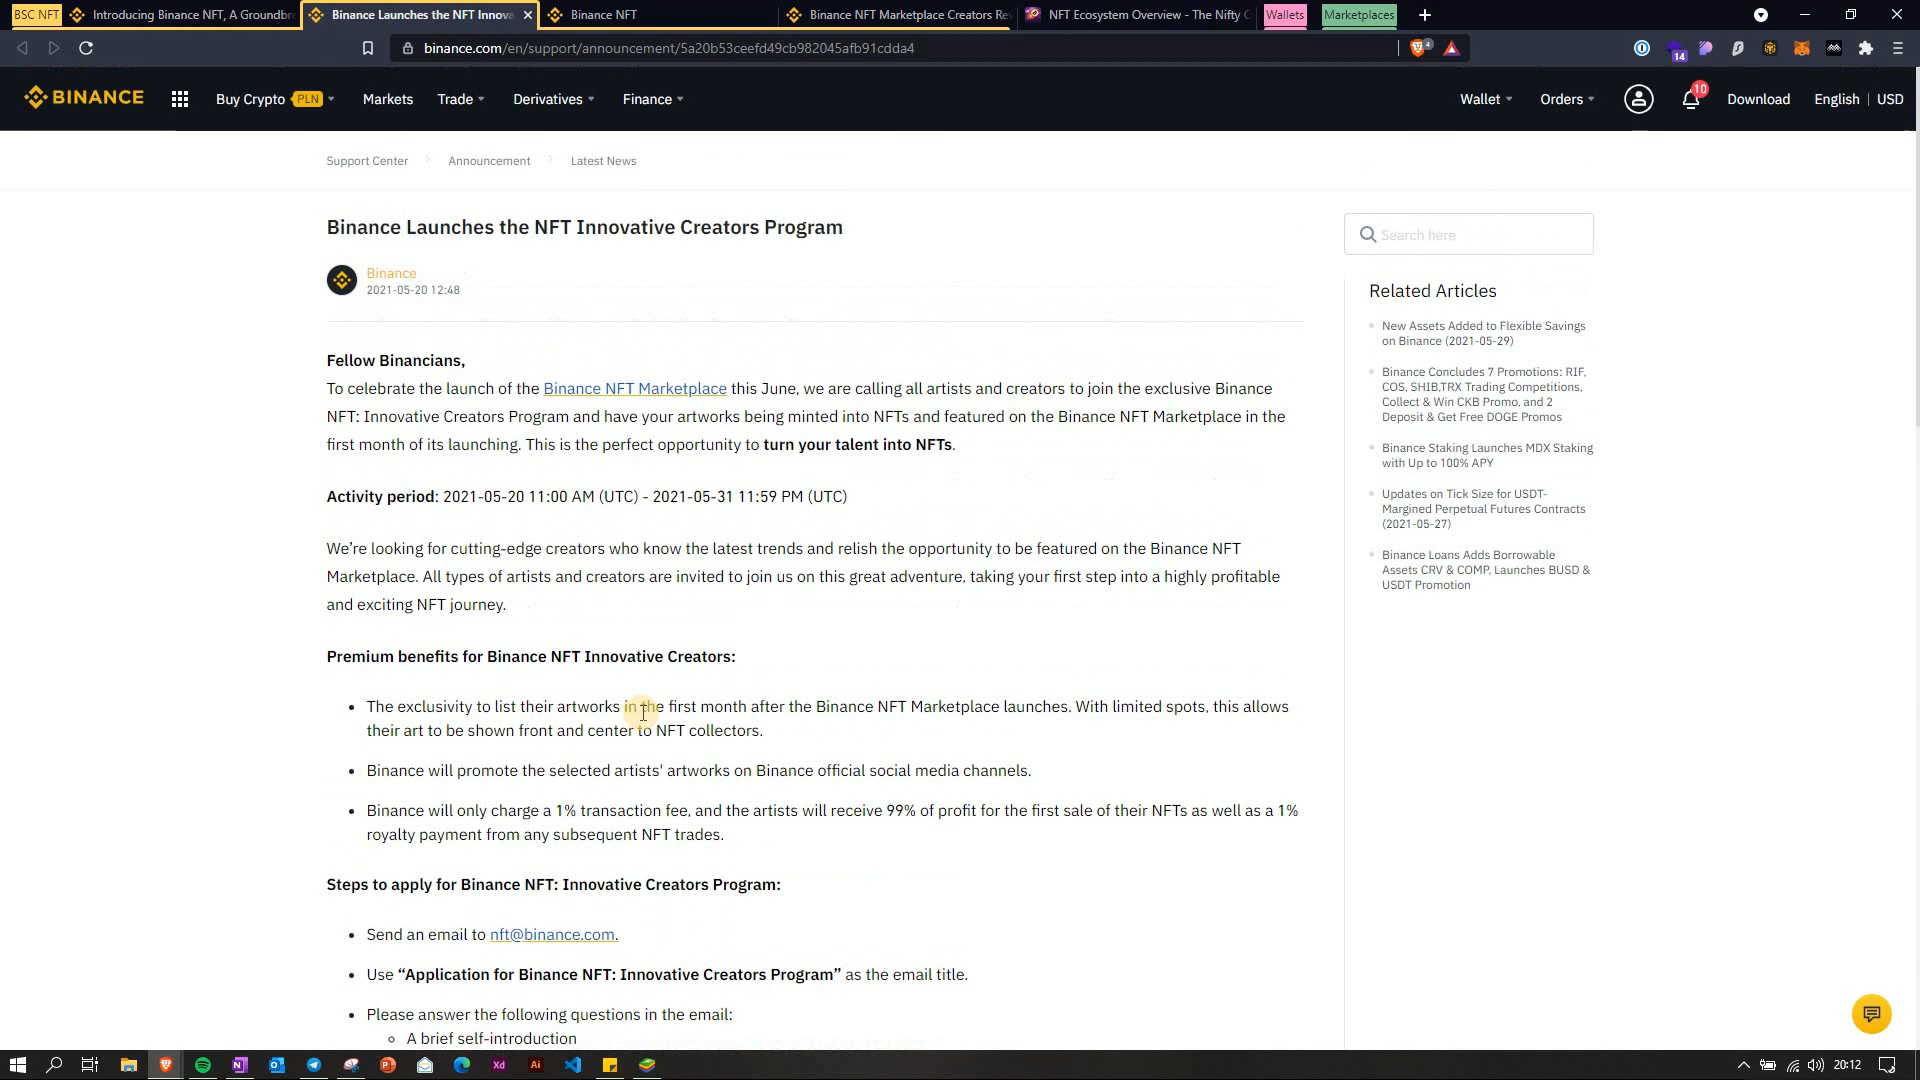 BSC NFT
Introducing Binance NFT, A Groundbr
Binance Launches the NFT Innova
Binance NFT
Binance NFT Marketplace Creators Re
NFT Ecosystem Overview - The Nifty
Wallets
Marketplaces
binance.com/en/support/announcement/5a20b53ceefd49cb982045afb91cdda4
4
14
BINANCE
Buy Crypto PLN
Markets
Trade
Derivatives
Finance
Wallet
Orders
10
Download
English | USD
Support Center
Announcement
Latest News
Binance Launches the NFT Innovative Creators Program
Binance
2021-05-20 12:48
Fellow Binancians,
To celebrate the launch of the Binance NFT Marketplace this June, we are calling all artists and creators to join the exclusive Binance
NFT: Innovative Creators Program and have your artworks being minted into NFTs and featured on the Binance NFT Marketplace in the
first month of its launching. This is the perfect opportunity to turn your talent into NFTs.
Activity period: 2021-05-20 11:00 AM (UTC) - 2021-05-31 11:59 PM (UTC)
We're looking for cutting-edge creators who know the latest trends and relish the opportunity to be featured on the Binance NFT
Marketplace. All types of artists and creators are invited to join us on this great adventure, taking your first step into a highly profitable
and exciting NFT journey.
Premium benefits for Binance NFT Innovative Creators:
• The exclusivity to list their artworks in the first month after the Binance NFT Marketplace launches. With limited spots, this allows
their art to be shown front and center to NFT collectors.
• Binance will promote the selected artists' artworks on Binance official social media channels.
• Binance will only charge a 1% transaction fee, and the artists will receive 99% of profit for the first sale of their NFTs as well as a 1%
royalty payment from any subsequent NFT trades.
Steps to apply for Binance NFT: Innovative Creators Program:
• Send an email to nft@binance.com.
• Use “Application for Binance NFT: Innovative Creators Program” as the email title.
• Please answer the following questions in the email:
◦ A brief self-introduction
Search here
Related Articles
New Assets Added to Flexible Savings
on Binance (2021-05-29)
Binance Concludes 7 Promotions: RIF,
COS, SHIB,TRX Trading Competitions,
Collect & Win CKB Promo, and 2
Deposit & Get Free DOGE Promos
Binance Staking Launches MDX Staking
with Up to 100% APY
Updates on Tick Size for USDT-
Margined Perpetual Futures Contracts
(2021-05-27)
Binance Loans Adds Borrowable
Assets CRV & COMP, Launches BUSD &
USDT Promotion
Xd
Ai
20:12